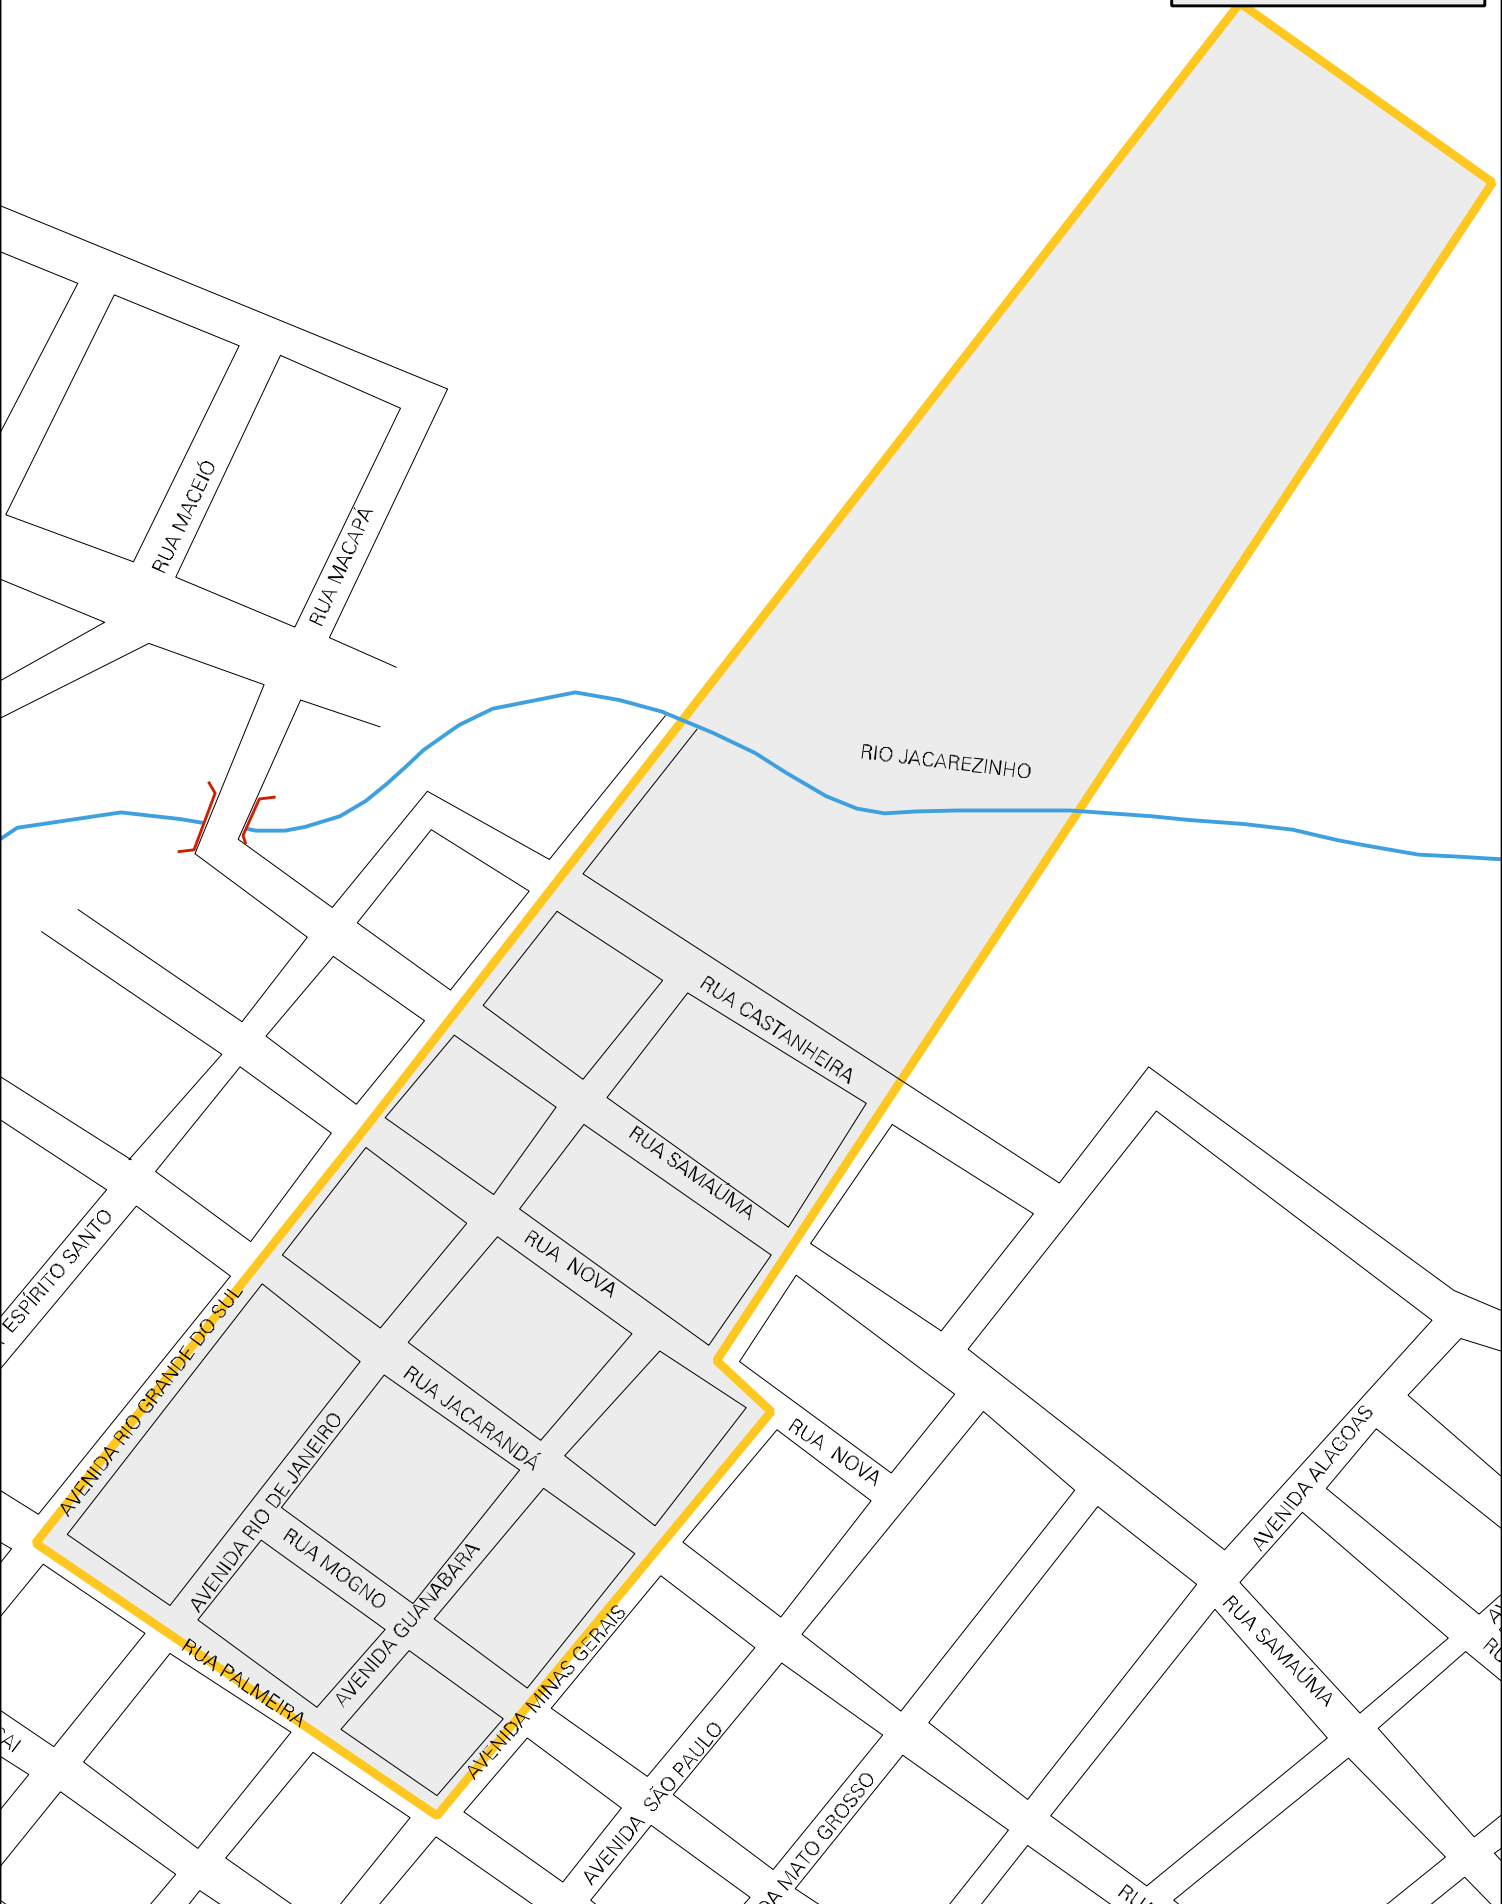 RUA MACEIÓ
RUA MACAPÁ
RIO JACAREZINHO
RUA CASTANHEIRA
RUA SAMAÚMA
ESPÍRITO SANTO
RUA NOVA
AVENIDA RIO GRANDE DO SUL
RUA JACARANDÁ
AVENIDA RIO DE JANEIRO
RUA NOVA
AVENIDA ALAGOAS
RUA MOGNO
AVENIDA GUANABARA
RUA SAMAÚMA
AVENIDA MINAS GERAIS
RUA PALMEIRA
AVENIDA SÃO PAULO
DA MATO GROSSO